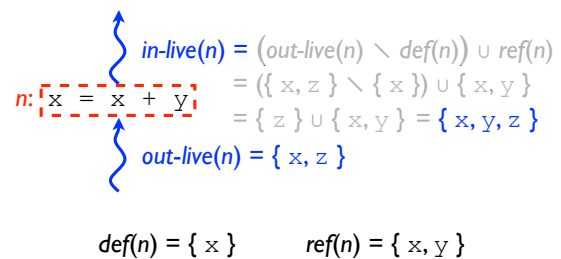 in-live(n) = (out-live(n) ∖ def(n)) ∪ ref(n)
= ({ x, z } ∖ { x }) ∪ { x, y }
n: x = x + y
= { z } ∪ { x, y } = { x, y, z }
out-live(n) = { x, z }
def(n) = { x } ref(n) = { x, y }